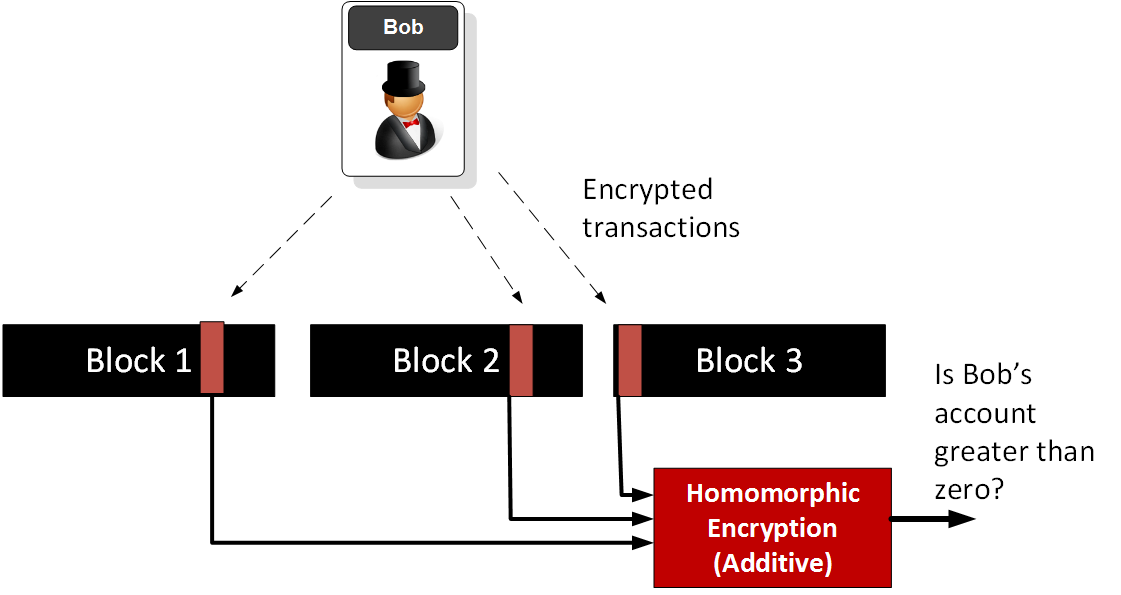 Bob
Encrypted
transactions
Block 1
Block 2
Block 3
Is Bob’s
account
greater than
zero?
Homomorphic
Encryption
(Additive)